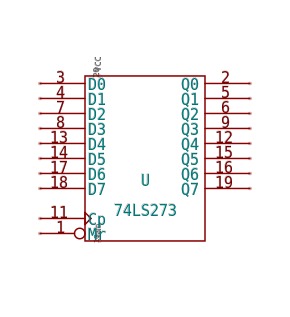 VCC
20
3 D0 Q0 2
4 D1 Q1 5
7 D2 Q2 6
8 D3 Q3 9
13 D4 Q4 12
14 D5 Q5 15
17 D6 Q6 16
18 D7 Q7 19
U
74LS273
11 Cp
1 Mr